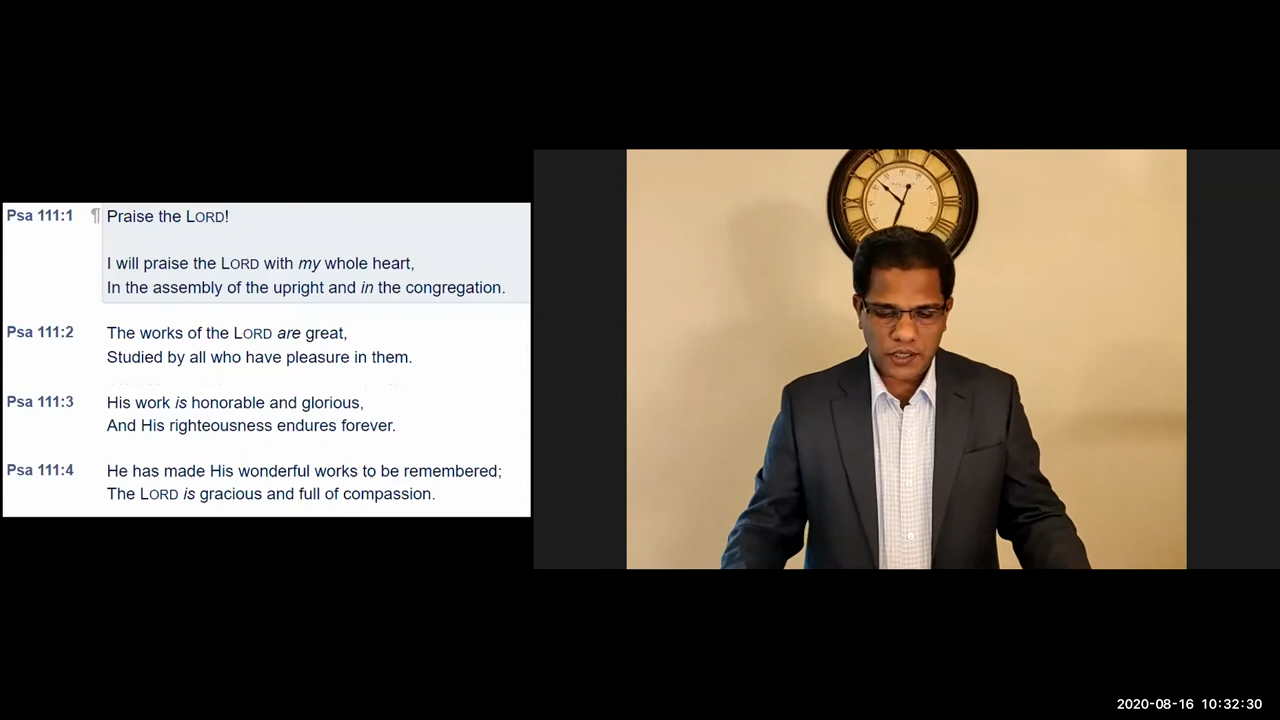 Psa 111:1 ¶ Praise the LORD!
I will praise the LORD with my whole heart,
In the assembly of the upright and in the congregation.
Psa 111:2 The works of the LORD are great,
Studied by all who have pleasure in them.
Psa 111:3 His work is honorable and glorious,
And His righteousness endures forever.
Psa 111:4 He has made His wonderful works to be remembered;
The LORD is gracious and full of compassion.
2020-08-16 10:32:30